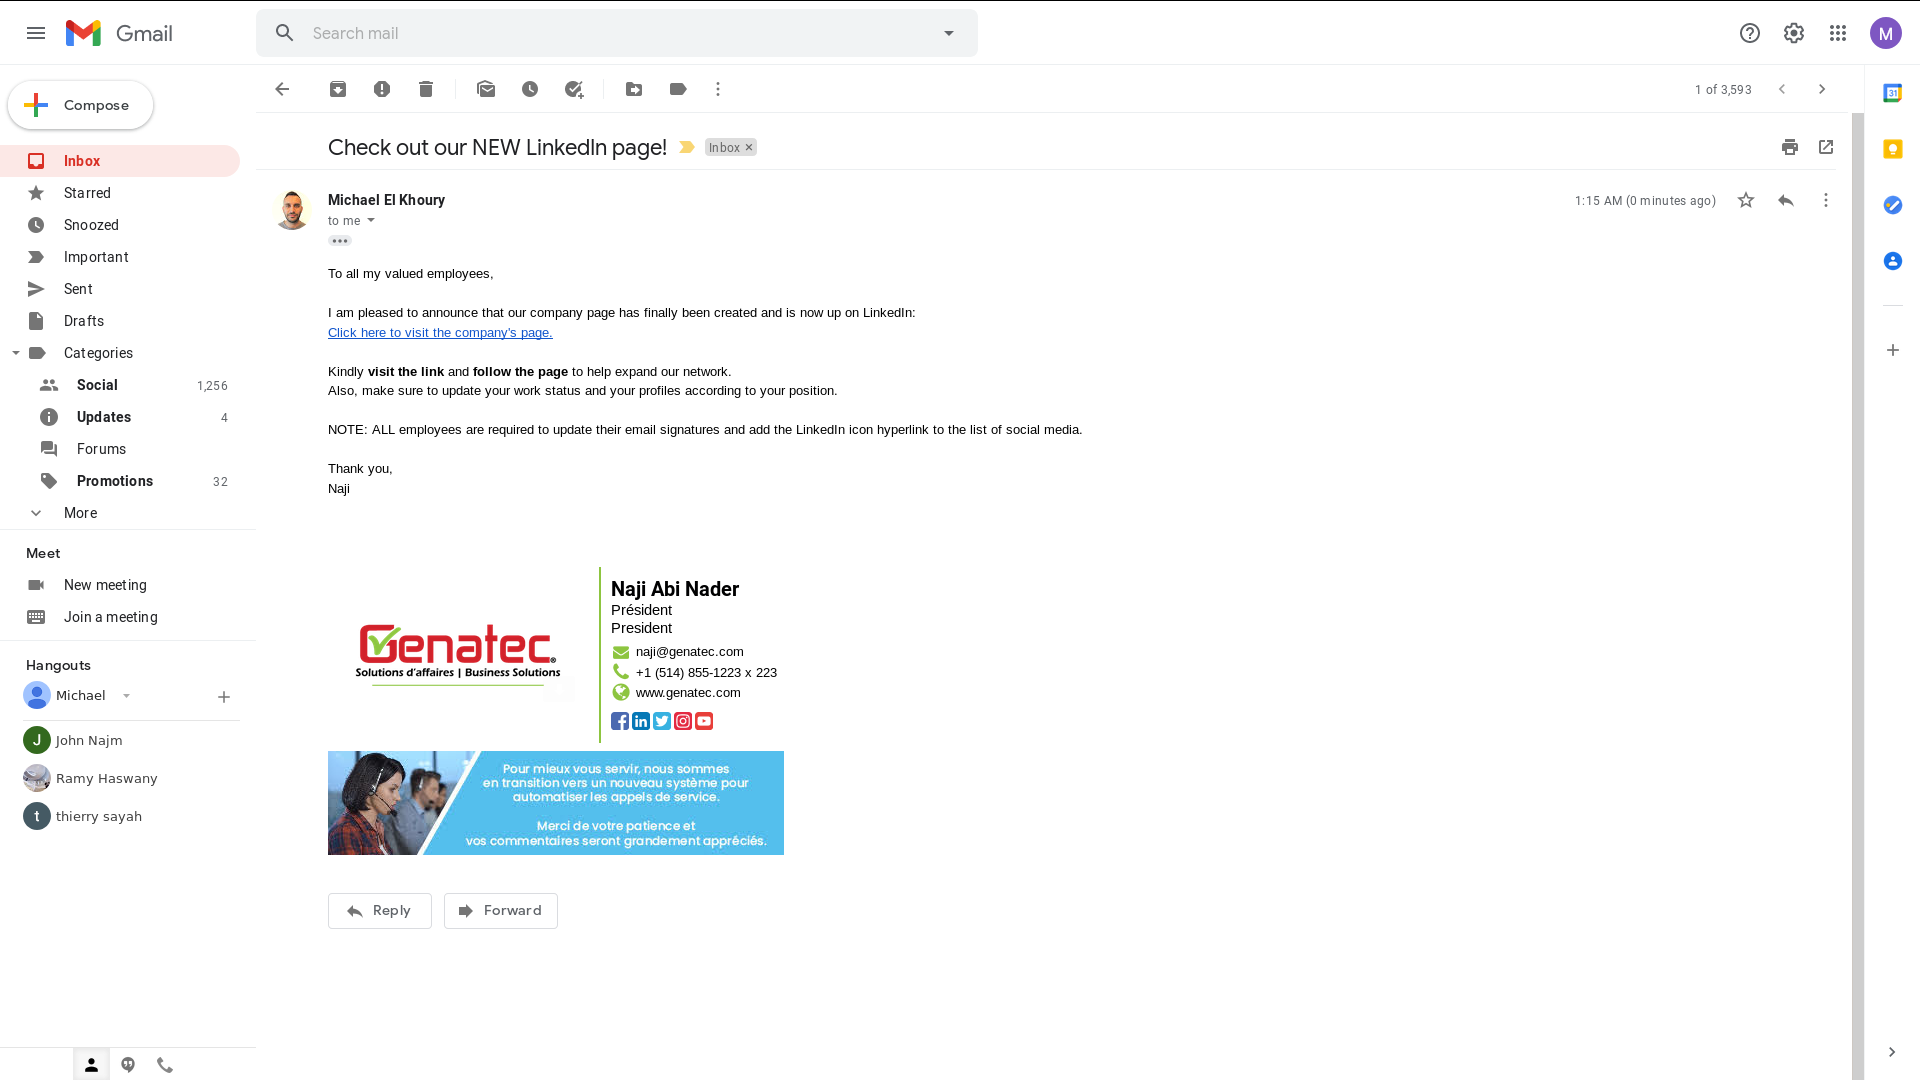 Gmail
Search mail
M
Compose
1 of 3,593
31
Inbox
Starred
Snoozed
Important
Sent
Drafts
Categories
Social 1,256
Updates 4
Forums
Promotions 32
More
Meet
New meeting
Join a meeting
Hangouts
Michael
J John Najm
Ramy Haswany
t thierry sayah
Check out our NEW LinkedIn page! Inbox ×
Michael El Khoury
1:15 AM (0 minutes ago)
to me
To all my valued employees,
I am pleased to announce that our company page has finally been created and is now up on LinkedIn:
Click here to visit the company's page.
Kindly visit the link and follow the page to help expand our network.
Also, make sure to update your work status and your profiles according to your position.
NOTE: ALL employees are required to update their email signatures and add the LinkedIn icon hyperlink to the list of social media.
Thank you,
Naji
Genatec®
Solutions d'affaires | Business Solutions
Naji Abi Nader
Président
President
naji@genatec.com
+1 (514) 855-1223 x 223
www.genatec.com
f in
Pour mieux vous servir, nous sommes
en transition vers un nouveau système pour
automatiser les appels de service.
Merci de votre patience et
vos commentaires seront grandement appréciés.
Reply
Forward